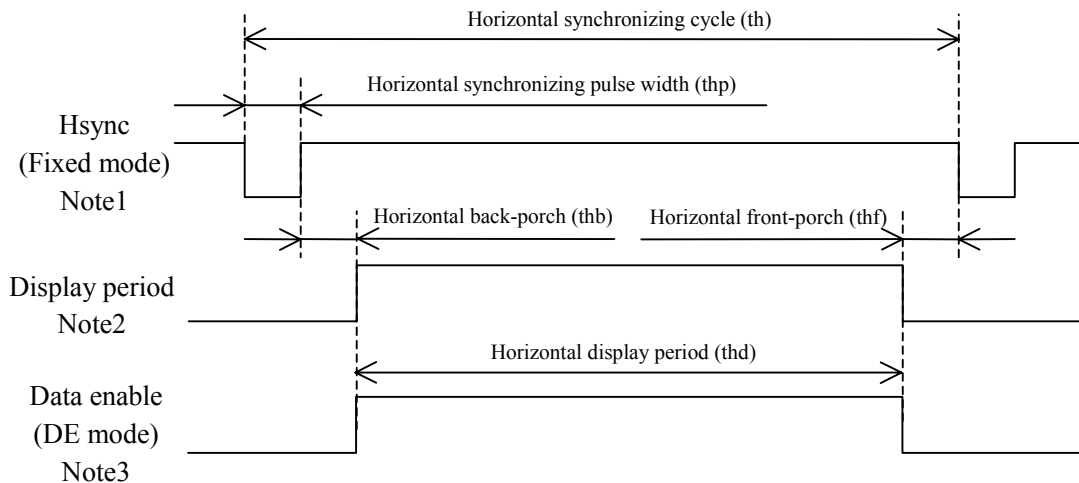 Horizontal synchronizing cycle (th)
Horizontal synchronizing pulse width (thp)
Hsync
(Fixed mode)
Note1
Horizontal back-porch (thb)
Horizontal front-porch (thf)
Display period
Note2
Horizontal display period (thd)
Data enable
(DE mode)
Note3